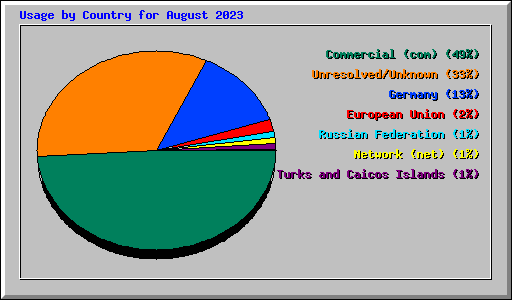 Usage by Country for August 2023
Commercial (com) (49%)
Unresolved/Unknown (33%)
Germany (13%)
European Union (2%)
Russian Federation (1%)
Network (net) (1%)
Turks and Caicos Islands (1%)